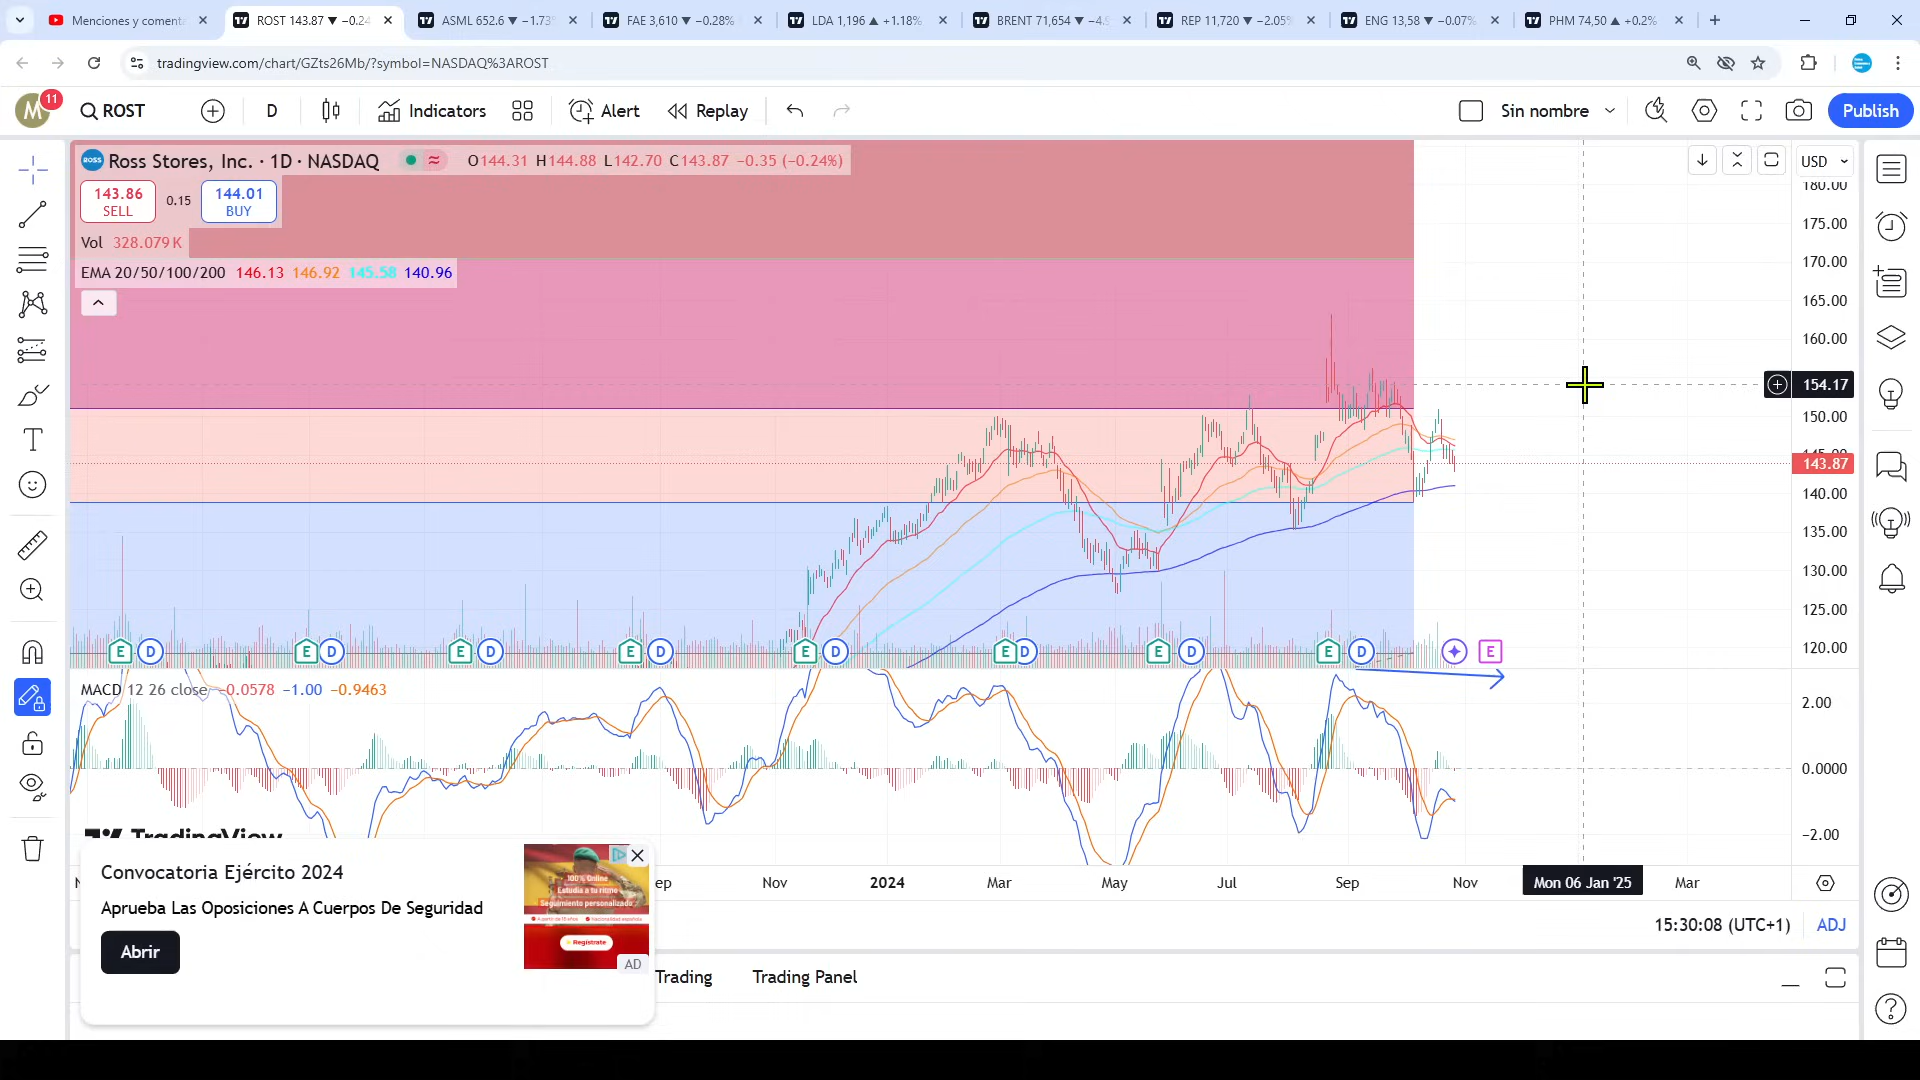 Menciones y comenta
ROST 143.87 ▼ −0.24
ASML 652.6 ▼ −1.73
FAE 3,610 ▼ −0.28%
LDA 1,196 ▲ +1.18%
BRENT 71,654 ▼ −4.
REP 11,720 ▼ −2.05%
ENG 13,58 ▼ −0.07%
PHM 74,50 ▲ +0.2%
tradingview.com/chart/GZts26Mb/?symbol=NASDAQ%3AROST
M
11
ROST
D
Indicators
Alert
Replay
Sin nombre
Publish
ROSS
Ross Stores, Inc. · 1D · NASDAQ
O144.31 H144.88 L142.70 C143.87 −0.35 (−0.24%)
USD
143.86
SELL
0.15
144.01
BUY
Vol 328.079 K
EMA 20/50/100/200 146.13 146.92 145.58 140.96
180.00
175.00
170.00
165.00
160.00
154.17
150.00
145.00
143.87
140.00
135.00
130.00
125.00
120.00
E D E D E D E D E D E D E D E D E
MACD 12 26 close −0.0578 −1.00 −0.9463
2.00
0.0000
−2.00
TradingView
Nov
2024
Mar
May
Jul
Sep
Nov
Mon 06 Jan '25
Mar
Convocatoria Ejército 2024
Aprueba Las Oposiciones A Cuerpos De Seguridad
Abrir
100% Online
Estudia a tu ritmo
Seguimiento personalizado
Regístrate
AD
15:30:08 (UTC+1)
ADJ
Trading
Trading Panel